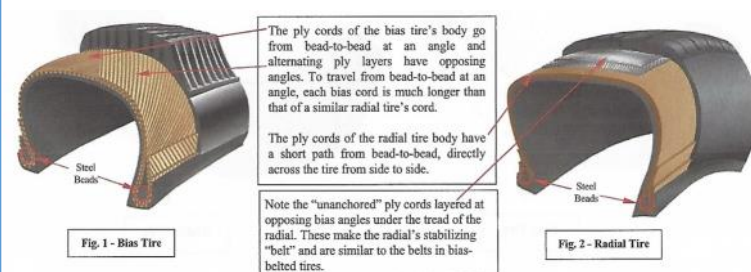 The ply cords of the bias tire's body go
from bead-to-bead at an angle and
alternating ply layers have opposing
angles. To travel from bead-to-bead at an
angle, each bias cord is much longer than
that of a similar radial tire's cord.
The ply cords of the radial tire body have
a short path from bead-to-bead, directly
across the tire from side to side.
Note the "unanchored" ply cords layered at
opposing bias angles under the tread of the
radial. These make the radial's stabilizing
"belt" and are similar to the belts in bias-
belted tires.
Steel
Beads
Fig. 1 - Bias Tire
Steel
Beads
Fig. 2 - Radial Tire